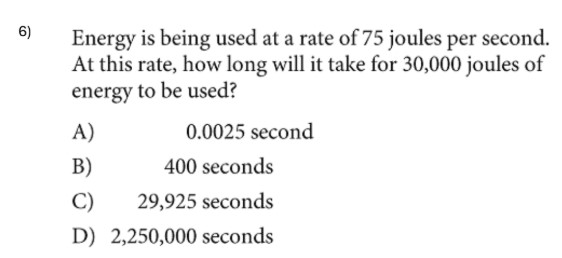 6)
Energy is being used at a rate of 75 joules per second.
At this rate, how long will it take for 30,000 joules of
energy to be used?
A) 0.0025 second
B) 400 seconds
C) 29,925 seconds
D) 2,250,000 seconds